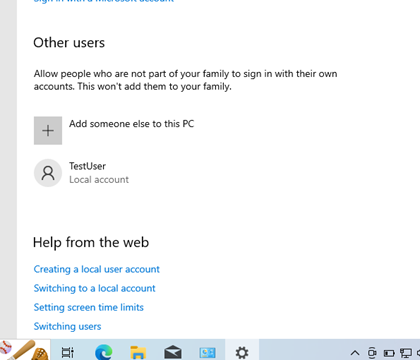 Sign in with a Microsoft account
Other users
Allow people who are not part of your family to sign in with their own
accounts. This won't add them to your family.
Add someone else to this PC
TestUser
Local account
Help from the web
Creating a local user account
Switching to a local account
Setting screen time limits
Switching users